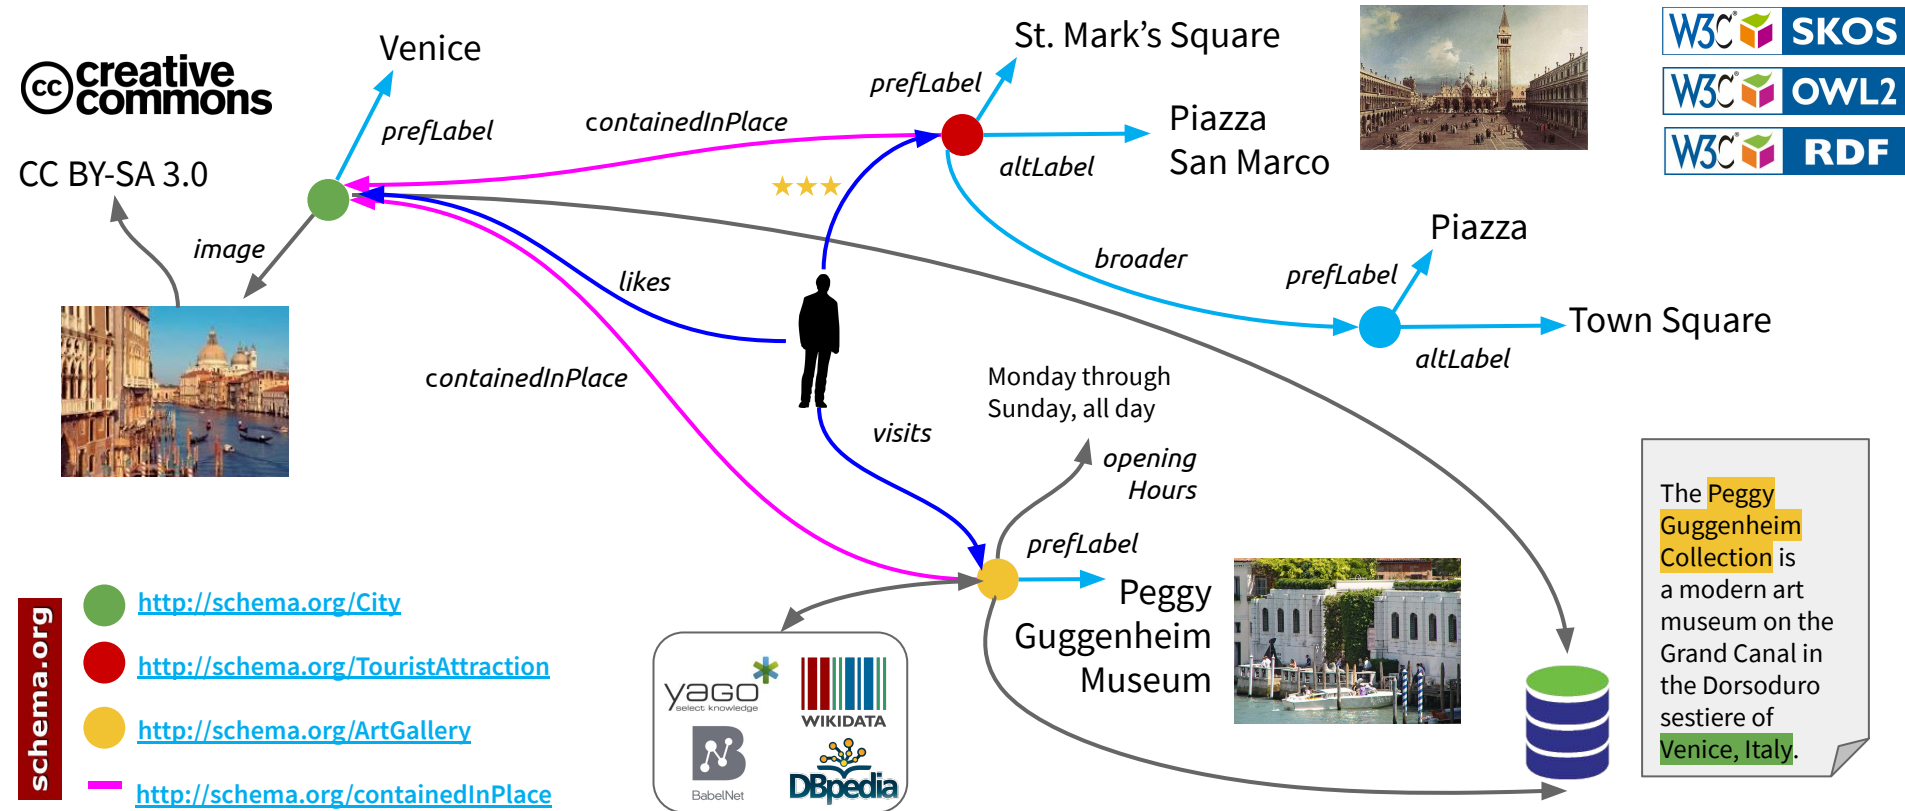 creative
commons
cc
CC BY-SA 3.0
Venice
prefLabel
image
containedInPlace
likes
containedInPlace
St. Mark's Square
prefLabel
Piazza
San Marco
altLabel
W3C® SKOS
W3C® OWL2
W3C® RDF
broader
Piazza
prefLabel
Town Square
altLabel
visits
Monday through
Sunday, all day
opening
Hours
prefLabel
Peggy
Guggenheim
Museum
The Peggy
Guggenheim
Collection is
a modern art
museum on the
Grand Canal in
the Dorsoduro
sestiere of
Venice, Italy.
schema.org
http://schema.org/City
http://schema.org/TouristAttraction
http://schema.org/ArtGallery
http://schema.org/containedInPlace
yago
select knowledge
WIKIDATA
BabelNet
DBpedia